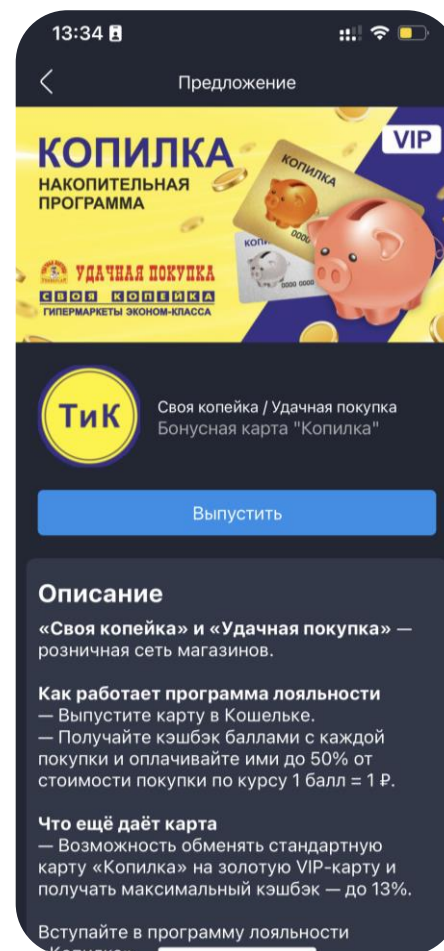 13:34
Предложение
VIP
КОПИЛКА
НАКОПИТЕЛЬНАЯ
ПРОГРАММА
КОПИЛКА
0000
0000 0000
УДАЧНАЯ ПОКУПКА
СВОЯ КОПЕЙКА
ГИПЕРМАРКЕТЫ ЭКОНОМ-КЛАССА
ТиК
Своя копейка / Удачная покупка
Бонусная карта "Копилка"
Выпустить
Описание
«Своя копейка» и «Удачная покупка» —
розничная сеть магазинов.
Как работает программа лояльности
— Выпустите карту в Кошельке.
— Получайте кэшбэк баллами с каждой
покупки и оплачивайте ими до 50% от
стоимости покупки по курсу 1 балл = 1 ₽.
Что ещё даёт карта
— Возможность обменять стандартную
карту «Копилка» на золотую VIP-карту и
получать максимальный кэшбэк — до 13%.
Вступайте в программу лояльности